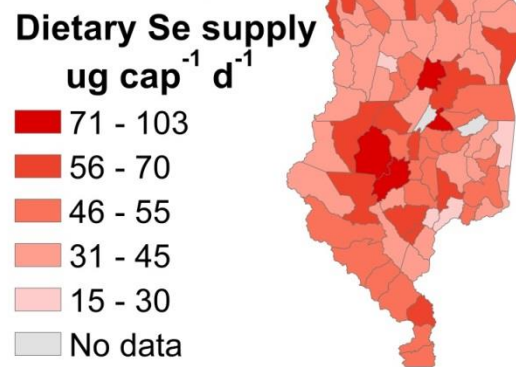 Dietary Se supply
ug cap⁻¹ d⁻¹
71 - 103
56 - 70
46 - 55
31 - 45
15 - 30
No data